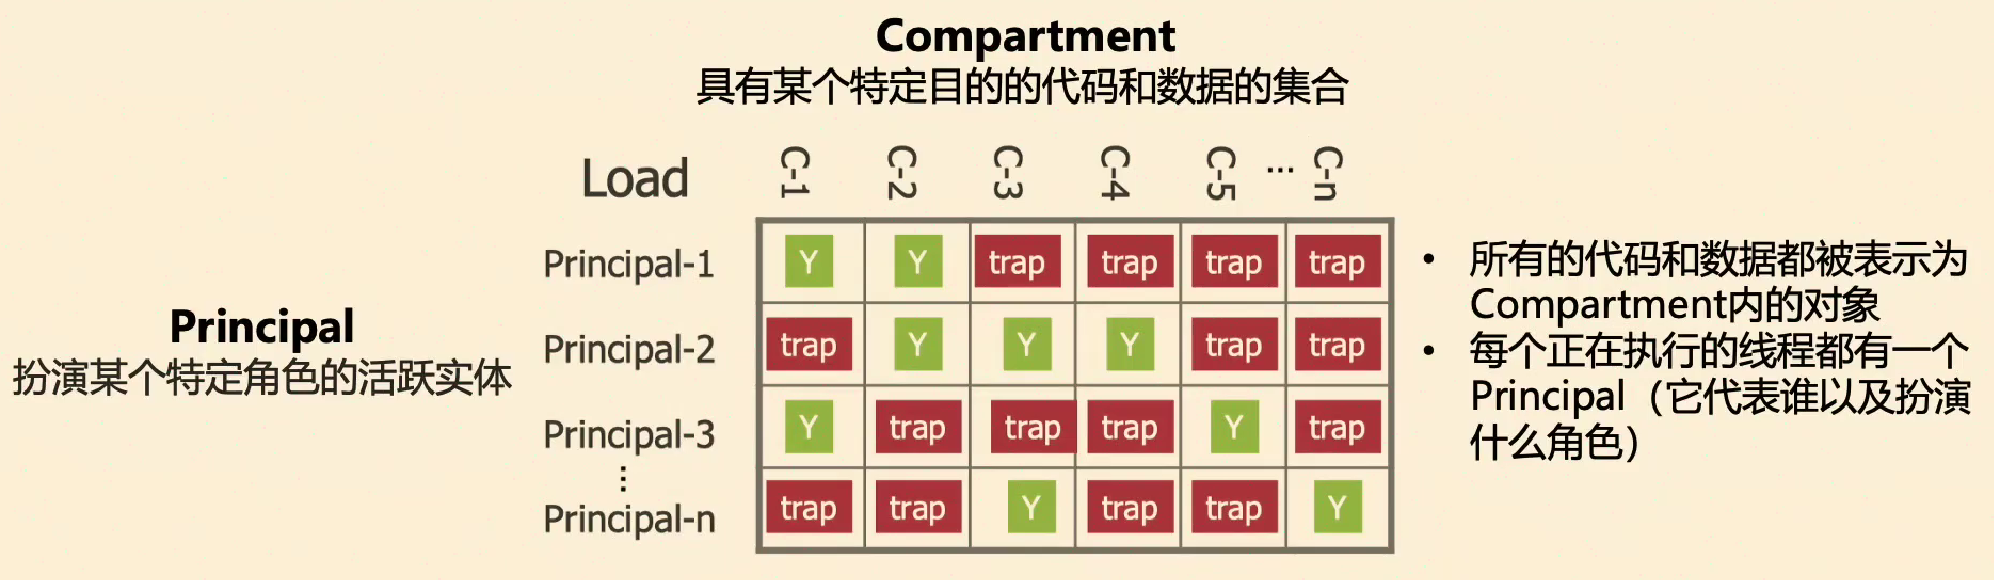 Compartment
具有某个特定目的的代码和数据的集合
Load C-1 C-2 C-3 C-4 C-5 ... C-n
Principal-1 Y Y trap trap trap trap
Principal-2 trap Y Y Y trap trap
Principal-3 Y trap trap trap Y trap
⋮
Principal-n trap trap Y trap trap Y
Principal
扮演某个特定角色的活跃实体
• 所有的代码和数据都被表示为
Compartment内的对象
• 每个正在执行的线程都有一个
Principal（它代表谁以及扮演
什么角色）